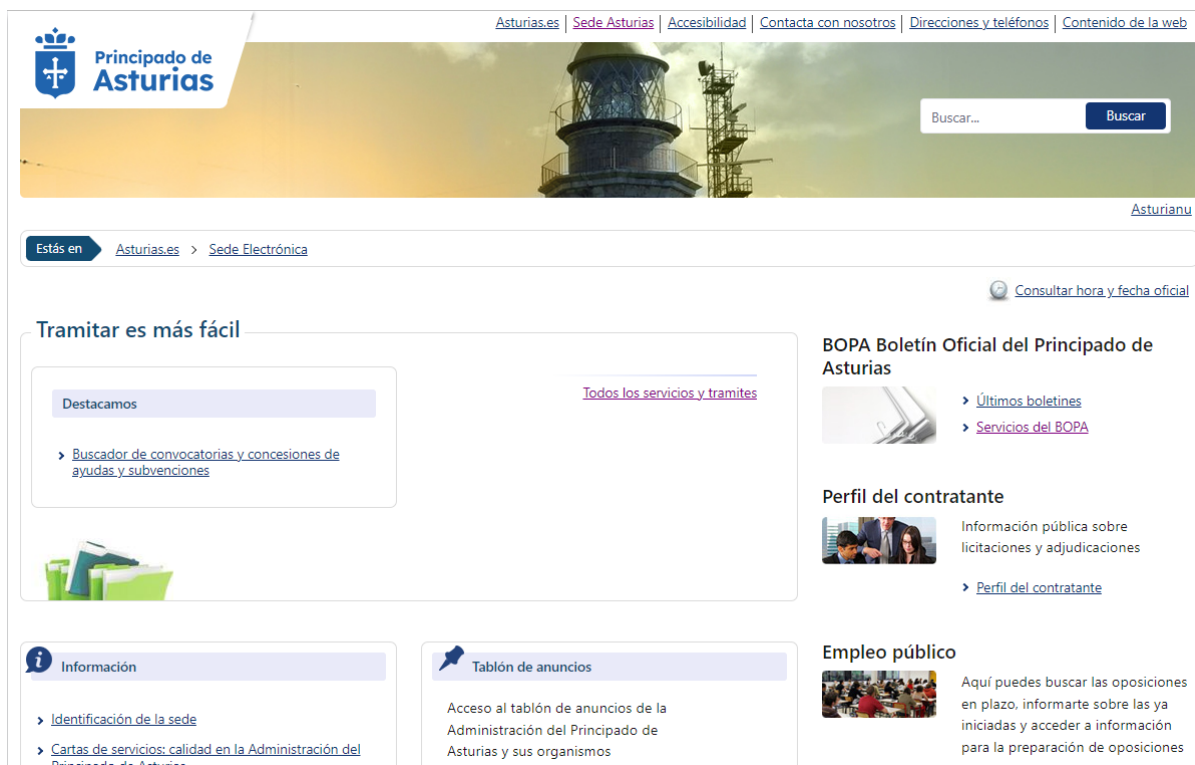 Asturias.es | Sede Asturias | Accesibilidad | Contacta con nosotros | Direcciones y teléfonos | Contenido de la web
Principado de
Asturias
Buscar...
Buscar
Asturianu
Estás en
Asturias.es > Sede Electrónica
Consultar hora y fecha oficial
Tramitar es más fácil
Destacamos
Buscador de convocatorias y concesiones de
ayudas y subvenciones
Todos los servicios y tramites
BOPA Boletín Oficial del Principado de
Asturias
Últimos boletines
Servicios del BOPA
Perfil del contratante
Información pública sobre
licitaciones y adjudicaciones
Perfil del contratante
Información
Identificación de la sede
Cartas de servicios: calidad en la Administración del
Principado de Asturias
Tablón de anuncios
Acceso al tablón de anuncios de la
Administración del Principado de
Asturias y sus organismos
Empleo público
Aquí puedes buscar las oposiciones
en plazo, informarte sobre las ya
iniciadas y acceder a información
para la preparación de oposiciones